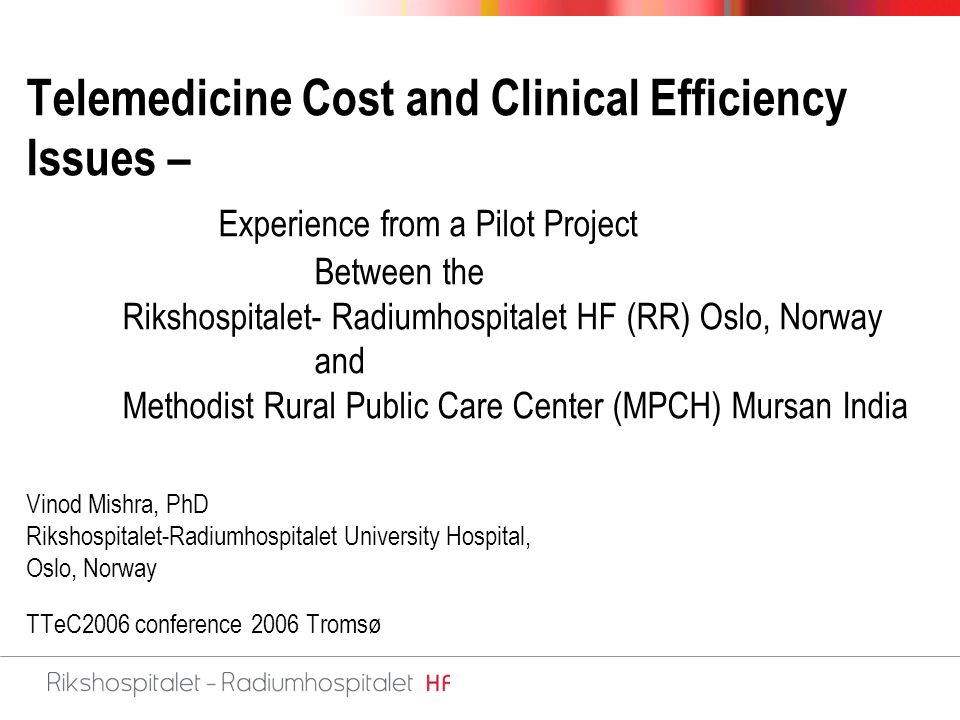 Telemedicine Cost and Clinical Efficiency
Issues –
Experience from a Pilot Project
Between the
Rikshospitalet- Radiumhospitalet HF (RR) Oslo, Norway
and
Methodist Rural Public Care Center (MPCH) Mursan India
Vinod Mishra, PhD
Rikshospitalet-Radiumhospitalet University Hospital,
Oslo, Norway
TTeC2006 conference 2006 Tromsø
Rikshospitalet – Radiumhospitalet HF